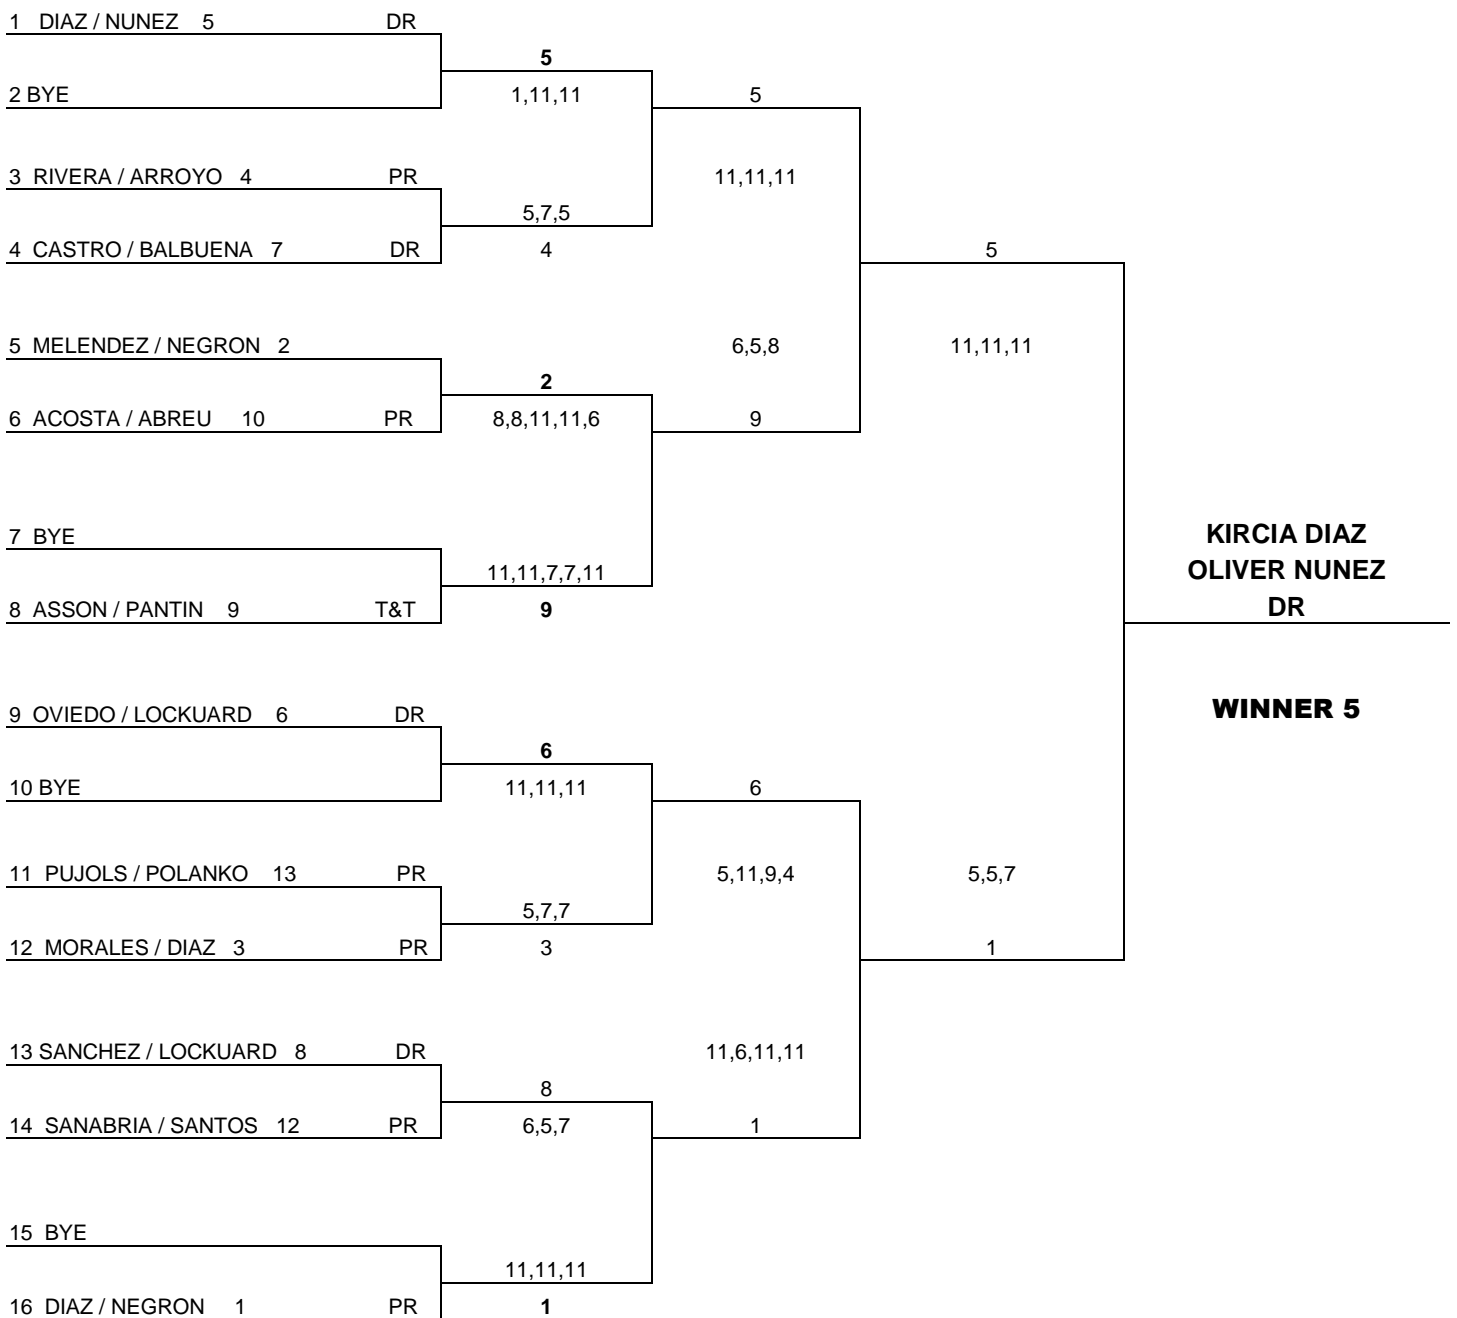 1 DIAZ / NUNEZ 5 DR
5
2 BYE
1,11,11
5
3 RIVERA / ARROYO 4 PR
11,11,11
5,7,5
4 CASTRO / BALBUENA 7 DR
4
5
5 MELENDEZ / NEGRON 2
6,5,8
11,11,11
2
6 ACOSTA / ABREU 10 PR
8,8,11,11,6
9
7 BYE
KIRCIA DIAZ
11,11,7,7,11
OLIVER NUNEZ
8 ASSON / PANTIN 9 T&T
9
DR
9 OVIEDO / LOCKUARD 6 DR
WINNER 5
6
10 BYE
11,11,11
6
11 PUJOLS / POLANKO 13 PR
5,11,9,4
5,5,7
5,7,7
12 MORALES / DIAZ 3 PR
3
1
13 SANCHEZ / LOCKUARD 8 DR
11,6,11,11
8
14 SANABRIA / SANTOS 12 PR
6,5,7
1
15 BYE
11,11,11
16 DIAZ / NEGRON 1 PR
1